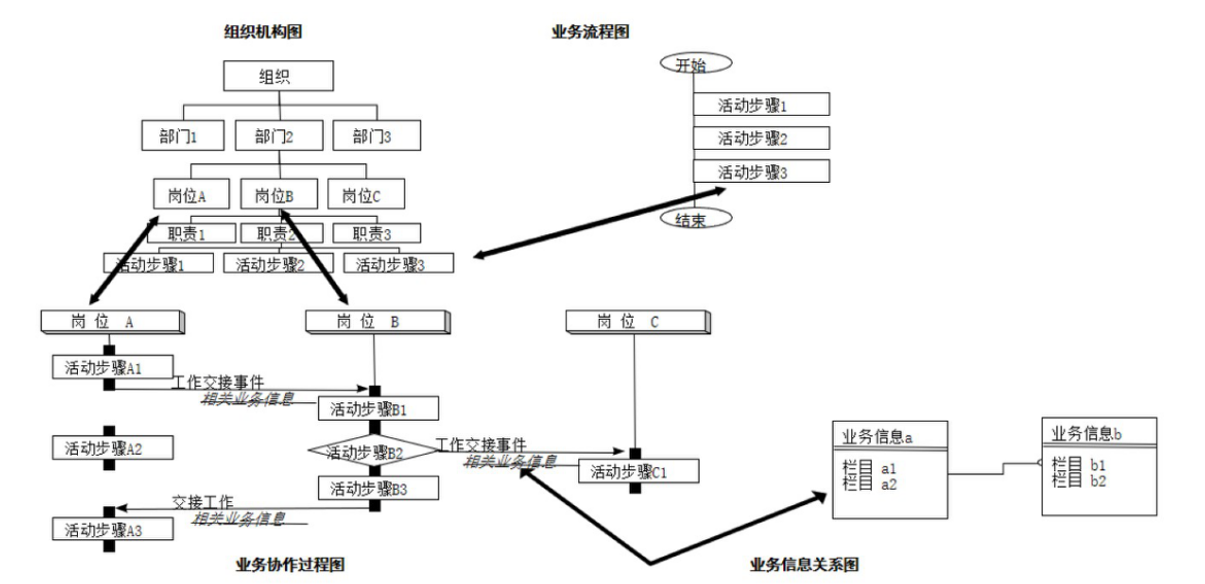 组织机构图
业务流程图
组织
开始
部门1
部门2
部门3
活动步骤1
活动步骤2
活动步骤3
岗位A
岗位B
岗位C
结束
职责1
职责2
职责3
活动步骤1
活动步骤2
活动步骤3
岗 位 A
岗 位 B
岗 位 C
活动步骤A1
工作交接事件
相关业务信息
活动步骤B1
活动步骤A2
活动步骤B2
工作交接事件
相关业务信息
活动步骤C1
活动步骤B3
交接工作
相关业务信息
活动步骤A3
业务信息a
栏目 a1
栏目 a2
业务信息b
栏目 b1
栏目 b2
业务协作过程图
业务信息关系图